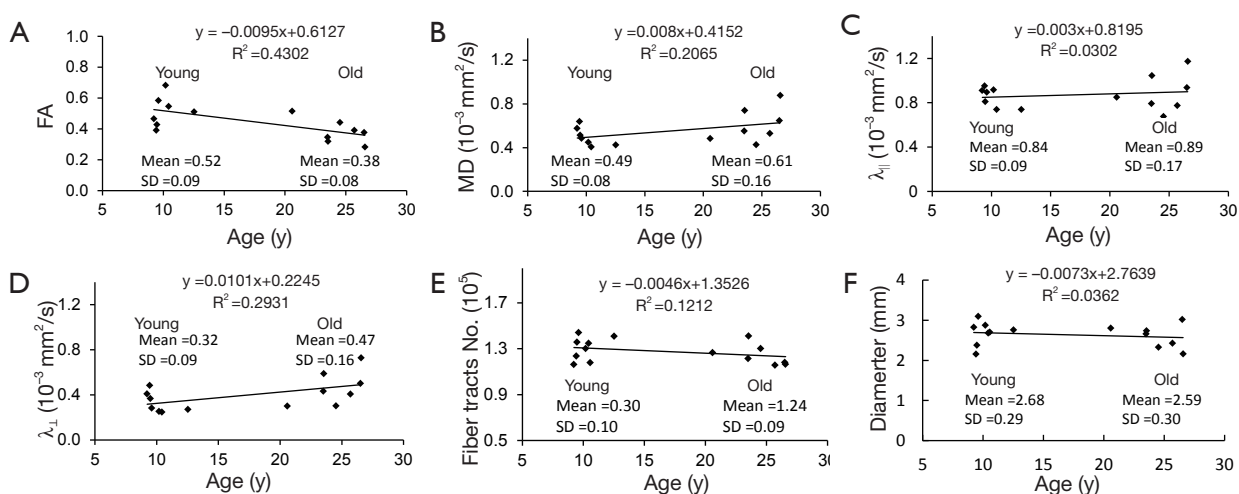 A
y = −0.0095x+0.6127
R²=0.4302
FA
Young
Old
Mean =0.52
SD =0.09
Mean =0.38
SD =0.08
0.8
0.6
0.4
0.2
0.0
5 10 15 20 25 30
Age (y)
B
y =0.008x+0.4152
R²=0.2065
MD (10⁻³ mm²/s)
Young
Old
Mean =0.49
SD =0.08
Mean =0.61
SD =0.16
1.2
0.8
0.4
0
5 10 15 20 25 30
Age (y)
C
y =0.003x+0.8195
R²=0.0302
λ|| (10⁻³ mm²/s)
1.2
0.8
0.4
0
Young
Mean =0.84
SD =0.09
Old
Mean =0.89
SD =0.17
5 10 15 20 25 30
Age (y)
D
y =0.0101x+0.2245
R²=0.2931
λ⊥ (10⁻³ mm²/s)
Young
Mean =0.32
SD =0.09
Old
Mean =0.47
SD =0.16
1.2
0.8
0.4
0.0
5 10 15 20 25 30
Age (y)
E
y = −0.0046x+1.3526
R²=0.1212
Fiber tracts No. (10⁵)
1.7
1.3
0.9
0.5
Young
Mean =0.30
SD =0.10
Old
Mean =1.24
SD =0.09
5 10 15 20 25 30
Age (y)
F
y = −0.0073x+2.7639
R²=0.0362
Diamerter (mm)
4
3
2
1
0
Young
Mean =2.68
SD =0.29
Old
Mean =2.59
SD =0.30
5 10 15 20 25 30
Age (y)